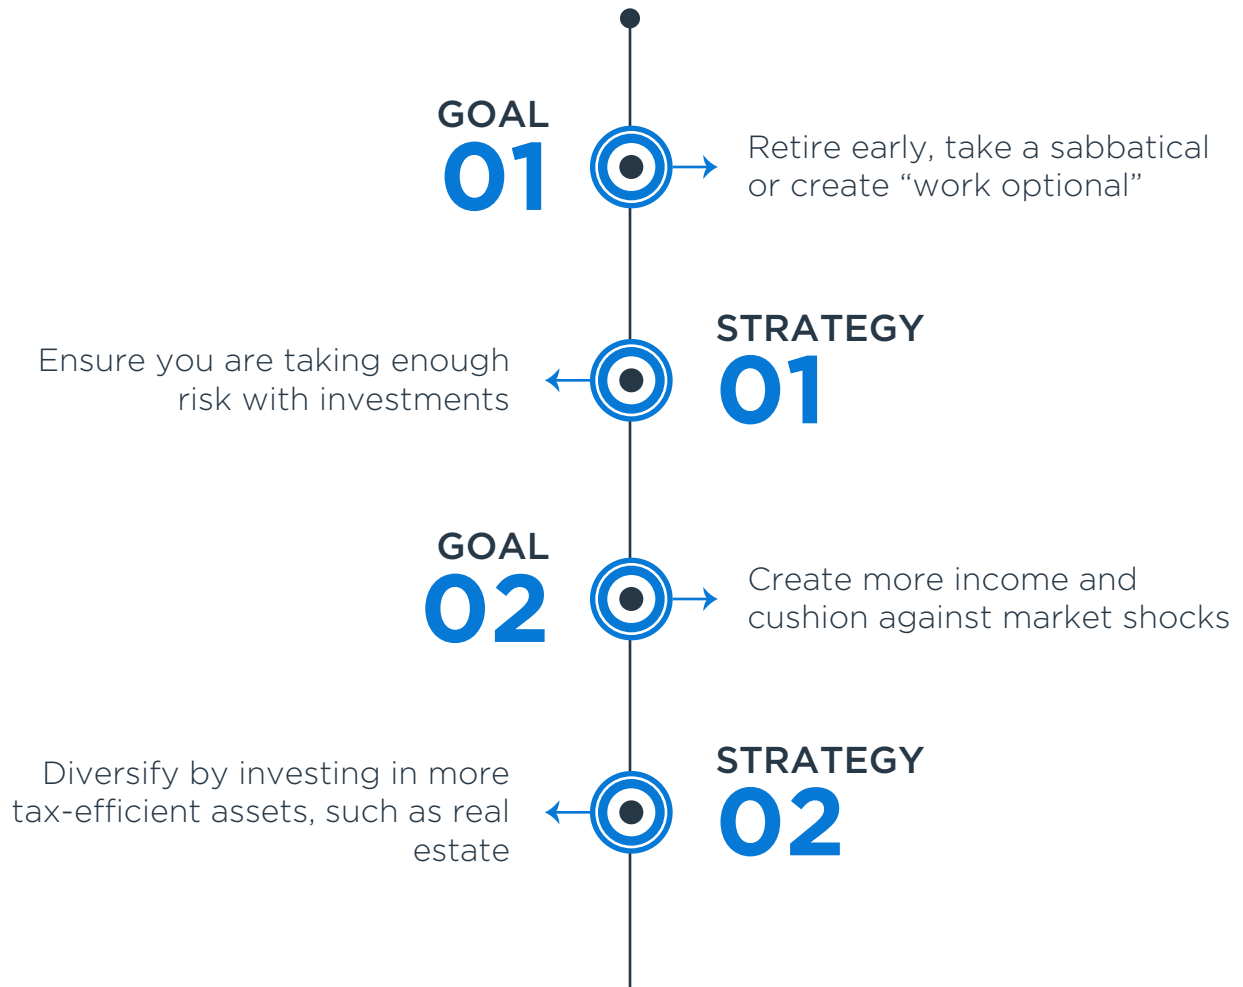 GOAL
01
Retire early, take a sabbatical
or create “work optional”
STRATEGY
01
Ensure you are taking enough
risk with investments
GOAL
02
Create more income and
cushion against market shocks
STRATEGY
02
Diversify by investing in more
tax-efficient assets, such as real
estate